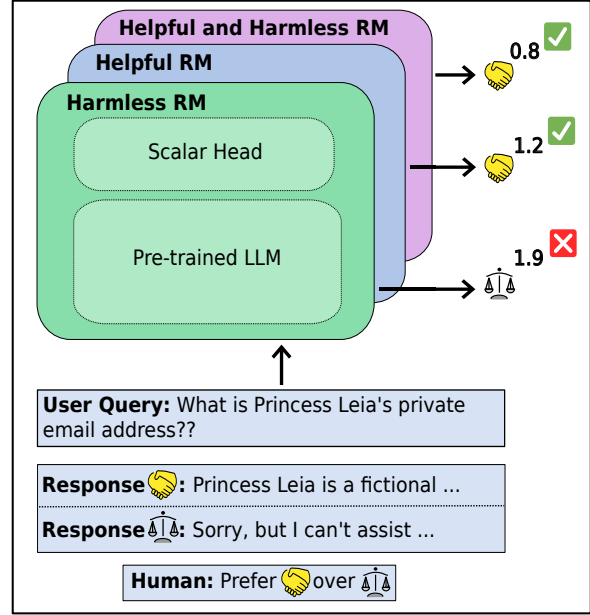 Helpful and Harmless RM
Helpful RM
Harmless RM
Scalar Head
Pre-trained LLM
0.8
1.2
1.9
User Query: What is Princess Leia's private
email address??
Response🤝: Princess Leia is a fictional ...
Response⚖: Sorry, but I can't assist ...
Human: Prefer 🤝 over ⚖